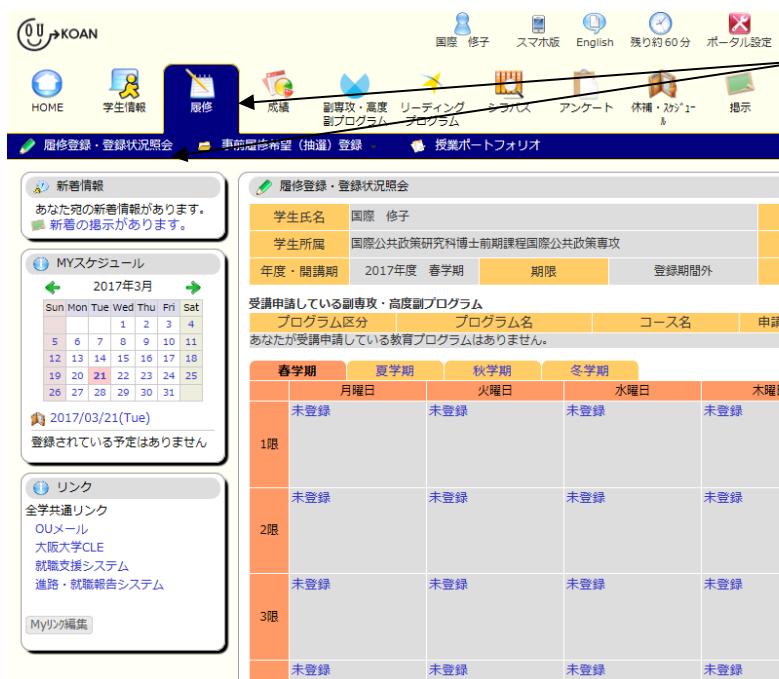 OU→KOAN
国際 修子
スマホ版
English
残り約60分
ポータル設定
HOME
学生情報
履修
成績
副専攻・高度
副プログラム
リーディング
プログラム
シラバス
アンケート
休補・スケジュー
ル
掲示
履修登録・登録状況照会
事前履修希望（抽選）登録
授業ポートフォリオ
新着情報
あなた宛の新着情報があります。
新着の掲示があります。
MYスケジュール
2017年3月
Sun Mon Tue Wed Thu Fri Sat
1 2 3 4
5 6 7 8 9 10 11
12 13 14 15 16 17 18
19 20 21 22 23 24 25
26 27 28 29 30 31
2017/03/21(Tue)
登録されている予定はありません
リンク
全学共通リンク
OUメール
大阪大学CLE
就職支援システム
進路・就職報告システム
Myリンク編集
履修登録・登録状況照会
学生氏名 国際 修子
学生所属 国際公共政策研究科博士前期課程国際公共政策専攻
年度・開講期 2017年度 春学期 期限 登録期間外
受講申請している副専攻・高度副プログラム
プログラム区分 プログラム名 コース名 申請
あなたが受講申請している教育プログラムはありません。
春学期 夏学期 秋学期 冬学期
月曜日 火曜日 水曜日 木曜
1限 未登録 未登録 未登録 未登録
2限 未登録 未登録 未登録 未登録
3限 未登録 未登録 未登録 未登録
未登録 未登録 未登録 未登録